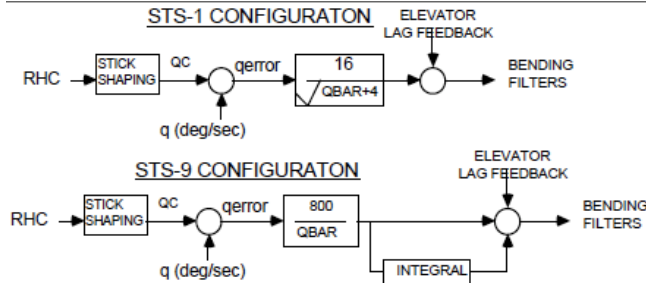 STS-1 CONFIGURATON
ELEVATOR
LAG FEEDBACK
RHC
STICK
SHAPING
QC
qerror
16
√QBAR+4
BENDING
FILTERS
q (deg/sec)
STS-9 CONFIGURATON
ELEVATOR
LAG FEEDBACK
RHC
STICK
SHAPING
QC
qerror
800
QBAR
BENDING
FILTERS
q (deg/sec)
INTEGRAL